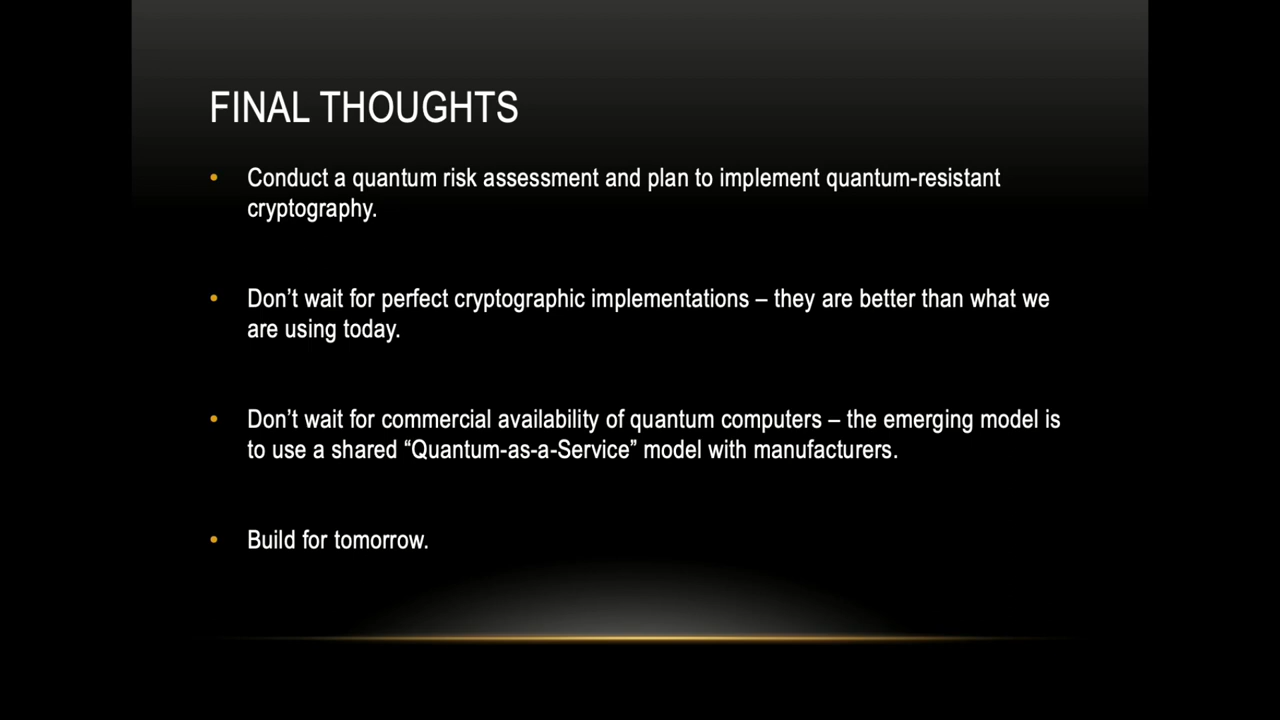 FINAL THOUGHTS
• Conduct a quantum risk assessment and plan to implement quantum-resistant
cryptography.
• Don’t wait for perfect cryptographic implementations – they are better than what we
are using today.
• Don’t wait for commercial availability of quantum computers – the emerging model is
to use a shared “Quantum-as-a-Service” model with manufacturers.
• Build for tomorrow.